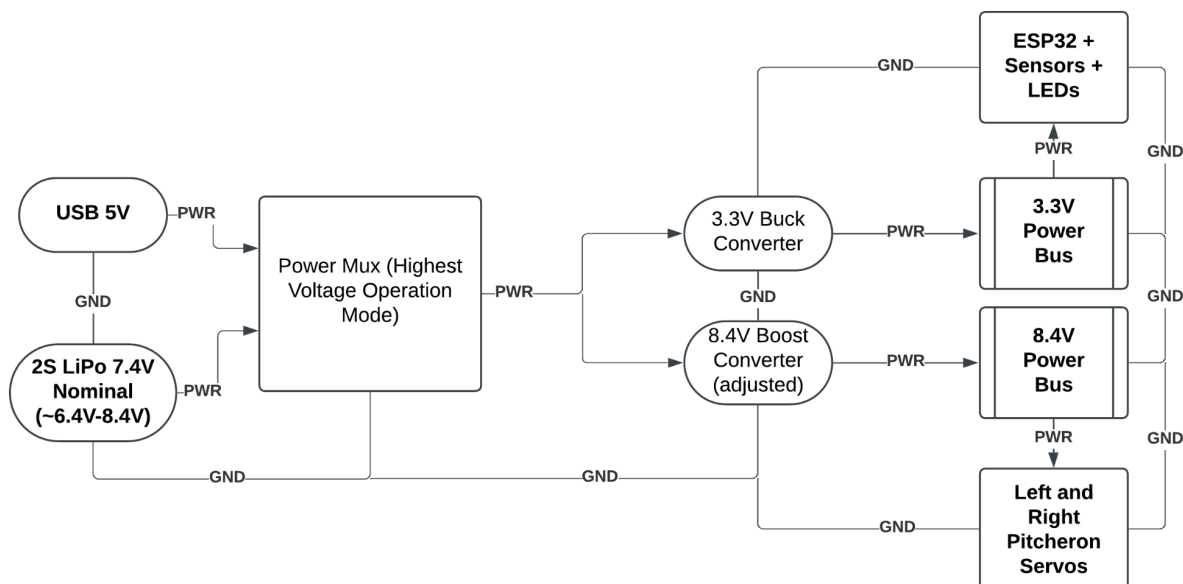 USB 5V
PWR
GND
2S LiPo 7.4V
Nominal
(~6.4V-8.4V)
PWR
GND
Power Mux (Highest
Voltage Operation
Mode)
PWR
GND
3.3V Buck
Converter
GND
8.4V Boost
Converter
(adjusted)
GND
PWR
PWR
GND
ESP32 +
Sensors +
LEDs
PWR
3.3V
Power
Bus
8.4V
Power
Bus
PWR
Left and
Right
Pitcheron
Servos
GND
GND
GND